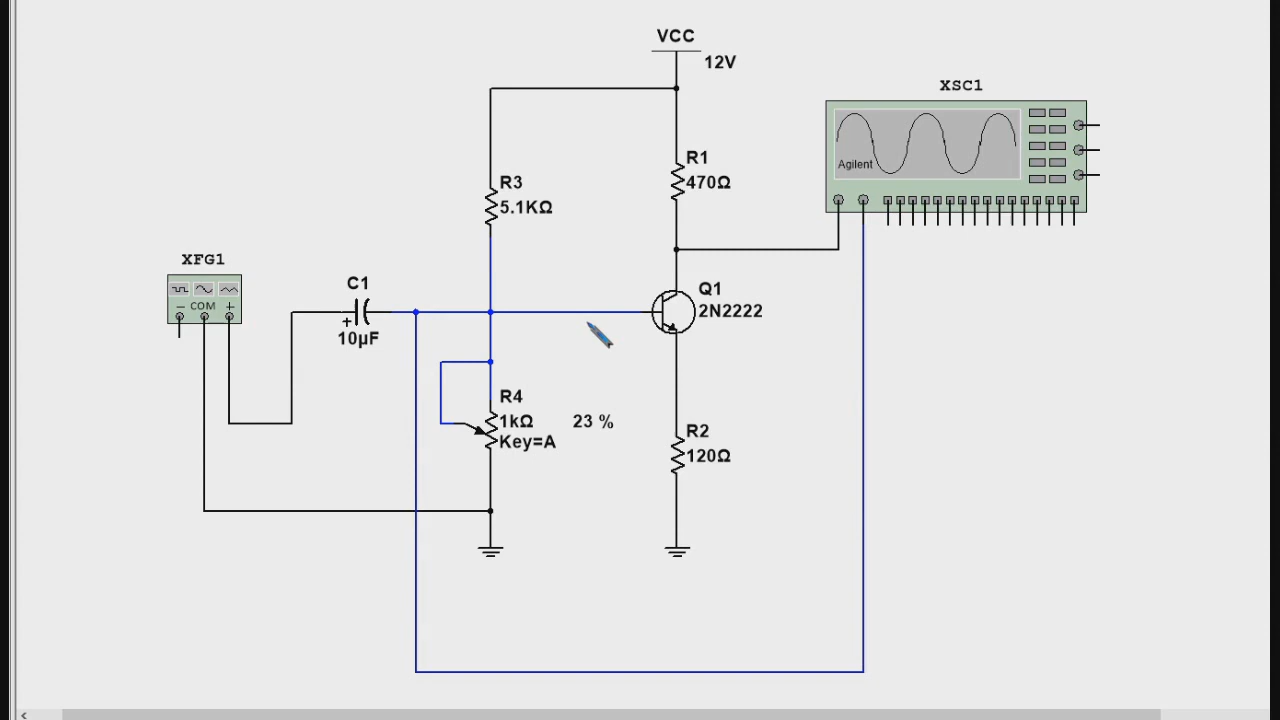 VCC
12V
XSC1
Agilent
R1
470Ω
R3
5.1KΩ
XFG1
COM
+
C1
+
10µF
Q1
2N2222
R4
1kΩ
Key=A
23 %
R2
120Ω